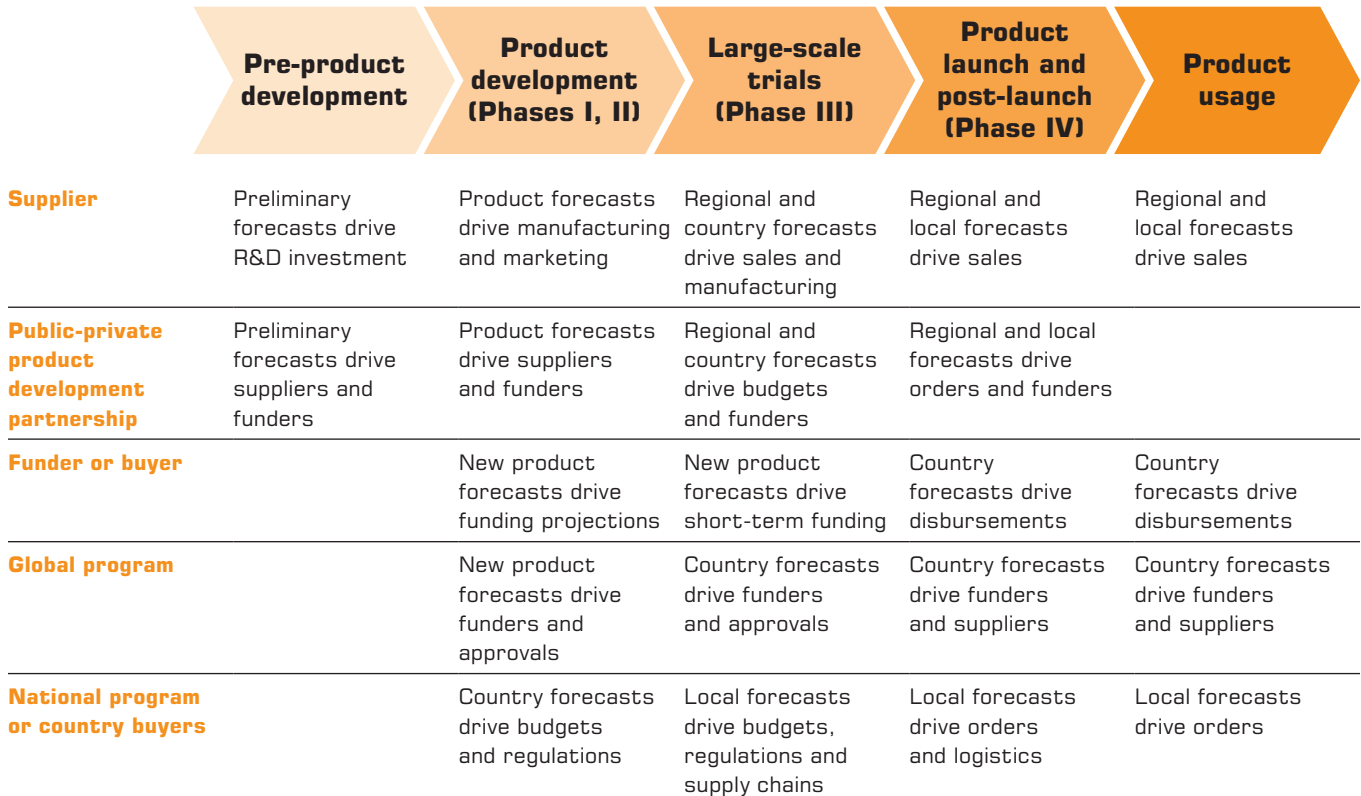 Pre-product
development
Product
development
(Phases I, II)
Large-scale
trials
(Phase III)
Product
launch and
post-launch
(Phase IV)
Product
usage
Supplier
Preliminary
forecasts drive
R&D investment
Product forecasts
drive manufacturing
and marketing
Regional and
country forecasts
drive sales and
manufacturing
Regional and
local forecasts
drive sales
Regional and
local forecasts
drive sales
Public-private
product
development
partnership
Preliminary
forecasts drive
suppliers and
funders
Product forecasts
drive suppliers
and funders
Regional and
country forecasts
drive budgets
and funders
Regional and local
forecasts drive
orders and funders
Funder or buyer
New product
forecasts drive
funding projections
New product
forecasts drive
short-term funding
Country
forecasts drive
disbursements
Country
forecasts drive
disbursements
Global program
New product
forecasts drive
funders and
approvals
Country forecasts
drive funders
and approvals
Country forecasts
drive funders
and suppliers
Country forecasts
drive funders
and suppliers
National program
or country buyers
Country forecasts
drive budgets
and regulations
Local forecasts
drive budgets,
regulations and
supply chains
Local forecasts
drive orders
and logistics
Local forecasts
drive orders